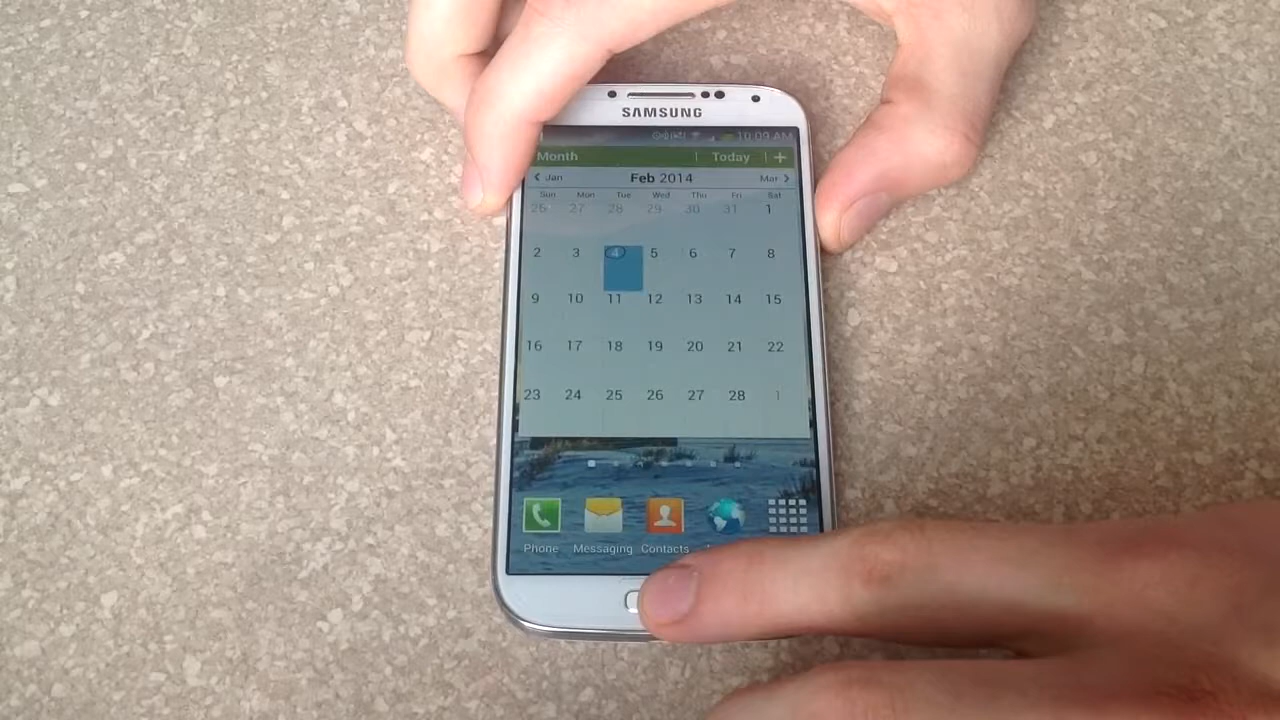 SAMSUNG
10:09 AM
Month Today +
Jan Feb 2014 Mar
Sun Mon Tue Wed Thu Fri Sat
26 27 28 29 30 31 1
2 3 4 5 6 7 8
9 10 11 12 13 14 15
16 17 18 19 20 21 22
23 24 25 26 27 28 1
Phone Messaging Contacts